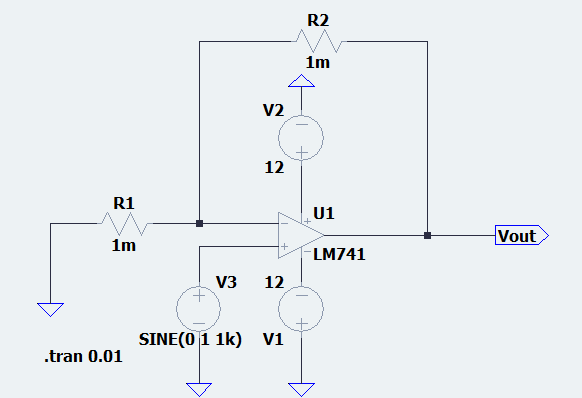 R2
1m
V2
12
R1
1m
U1
LM741
Vout
V3
SINE(0 1 1k)
12
V1
.tran 0.01